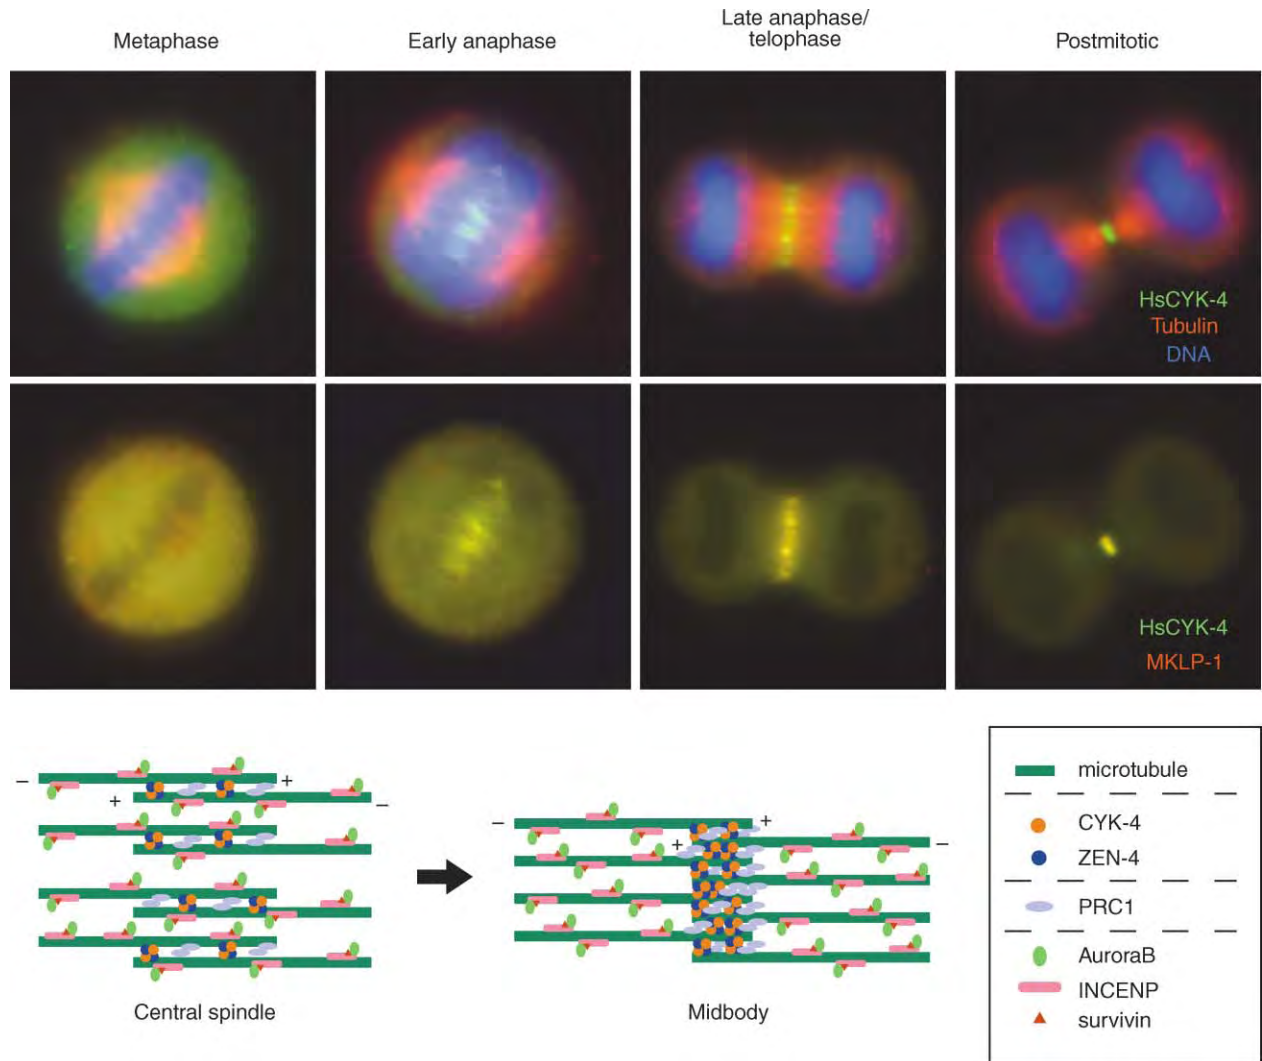 Metaphase
Early anaphase
Late anaphase/
telophase
Postmitotic
HsCYK-4
Tubulin
DNA
HsCYK-4
MKLP-1
− +
+ −
− +
+ −
Central spindle
Midbody
microtubule
CYK-4
ZEN-4
PRC1
AuroraB
INCENP
survivin